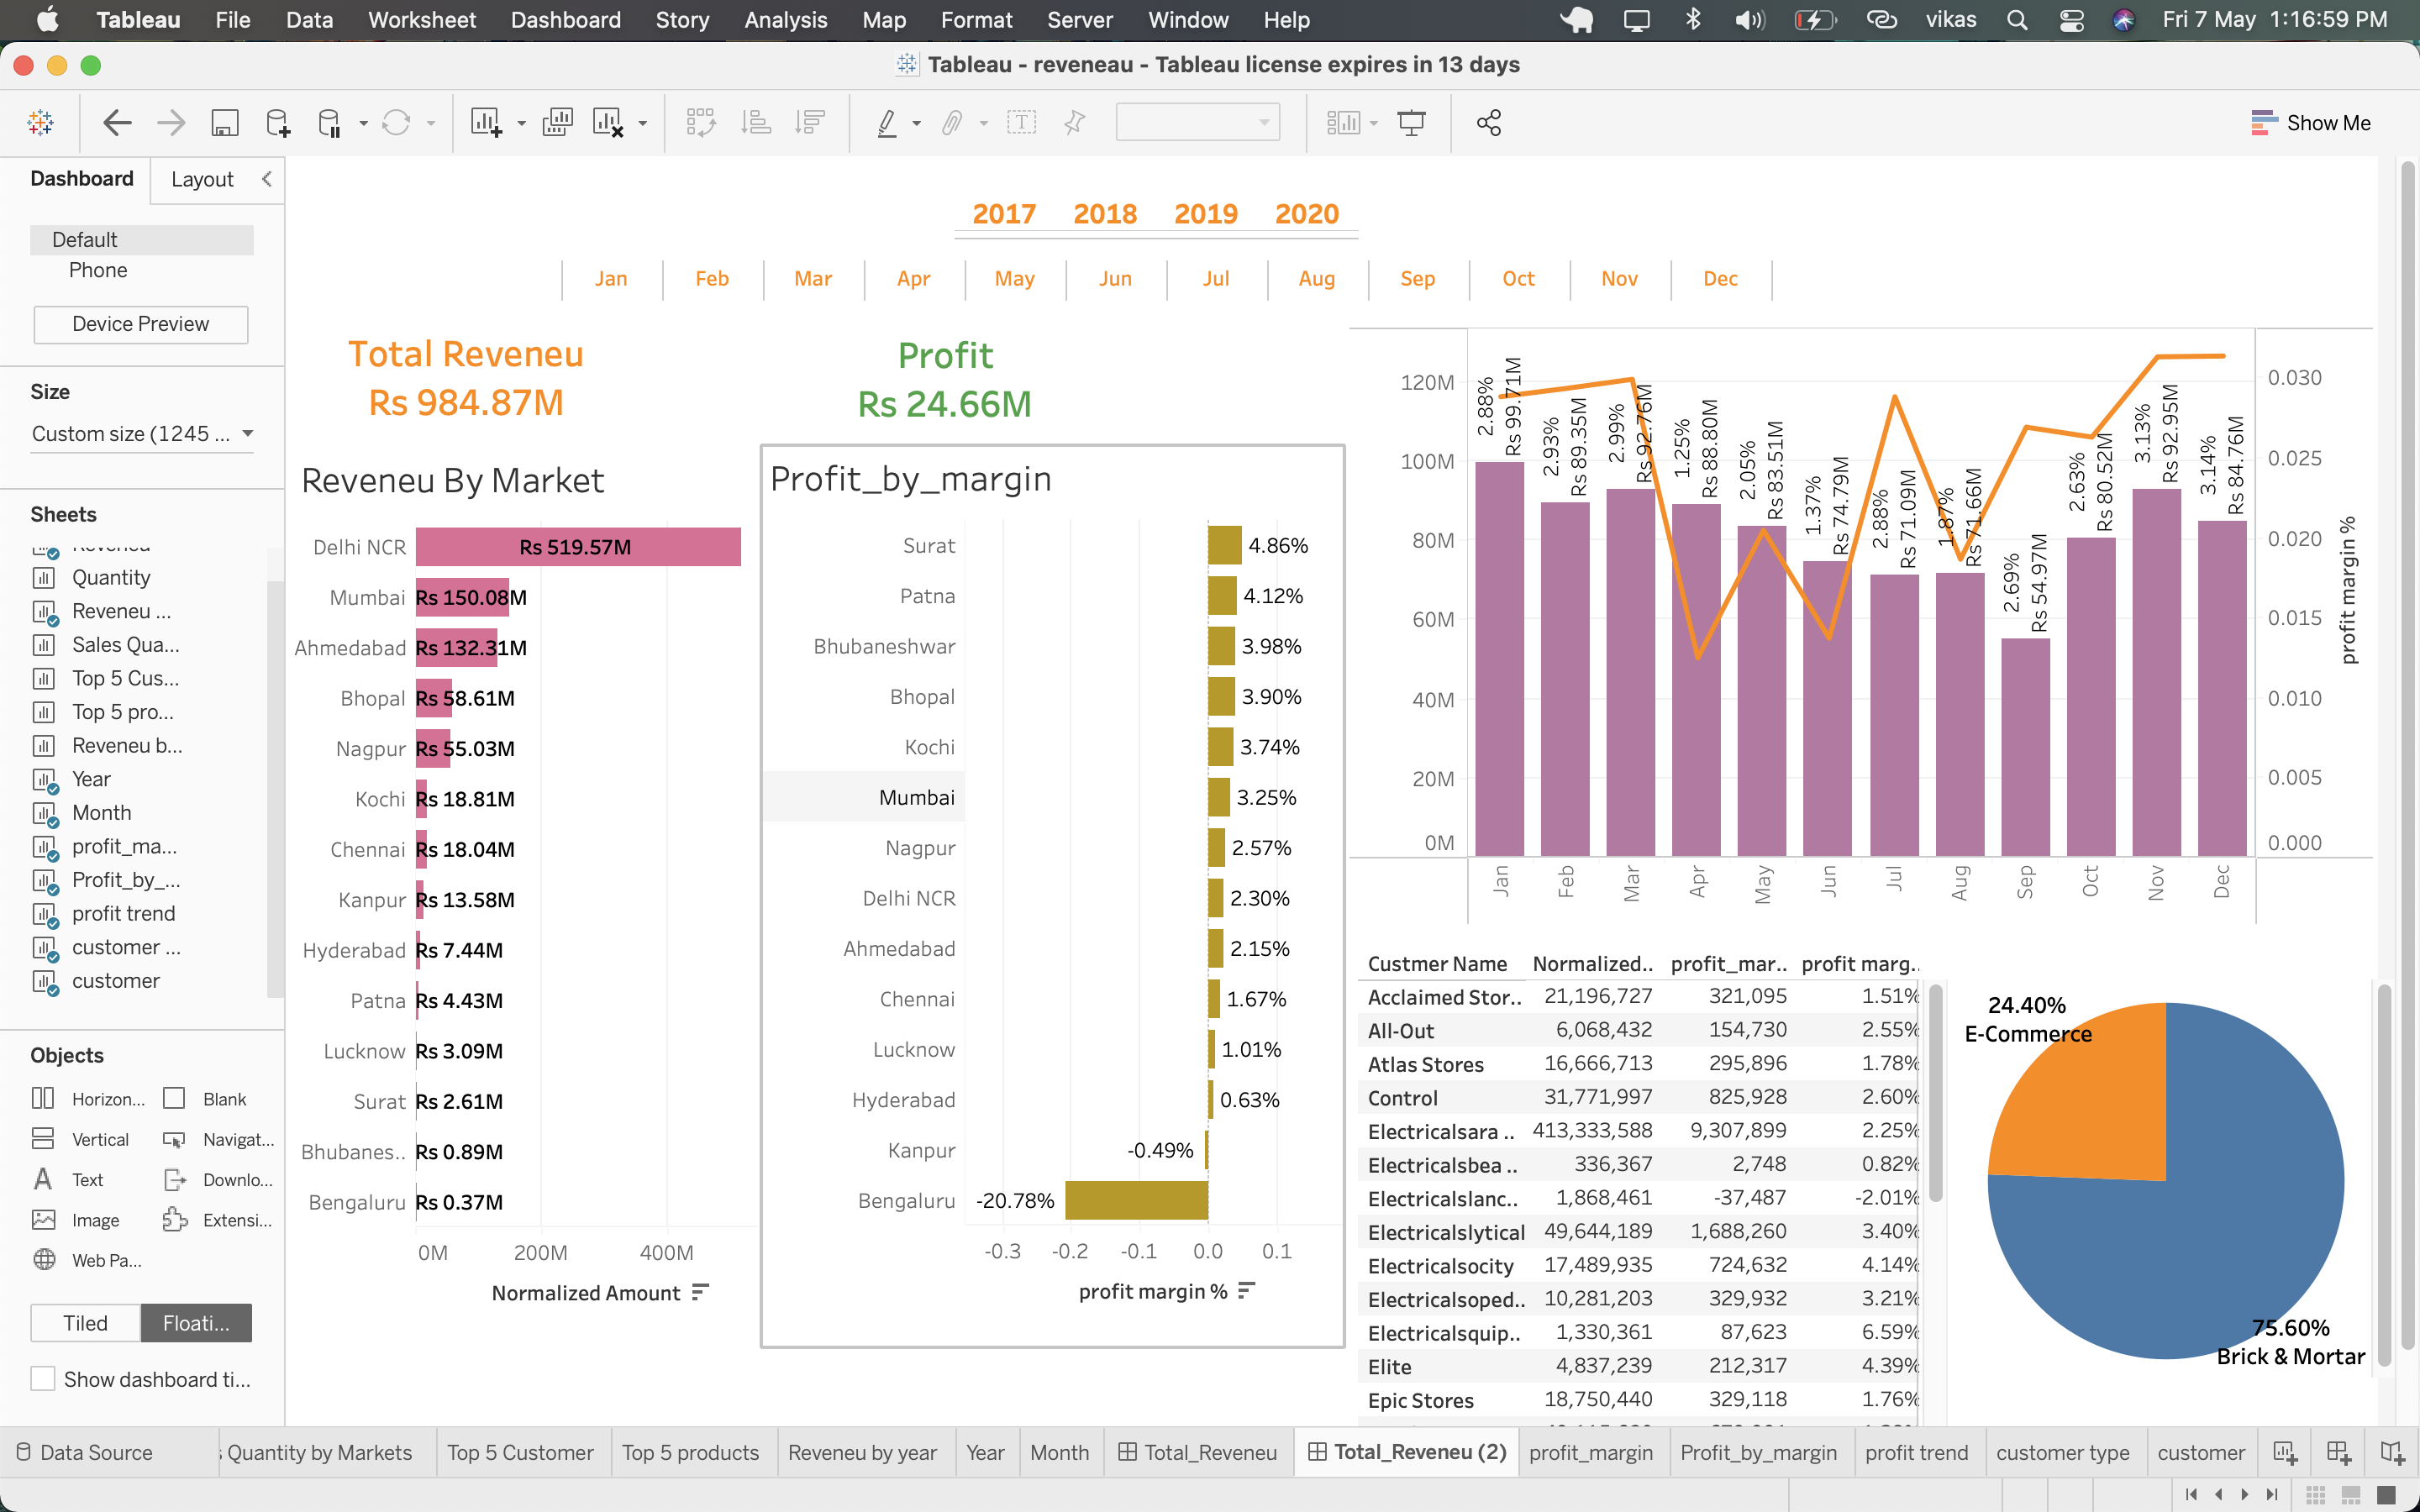 Tableau File Data Worksheet Dashboard Story Analysis Map Format Server Window Help vikas Fri 7 May 1:16:59 PM
Tableau - reveneau - Tableau license expires in 13 days
Show Me
Dashboard Layout
Default
Phone
Device Preview
Size
Custom size (1245 ...
Sheets
Quantity
Reveneu ...
Sales Qua...
Top 5 Cus...
Top 5 pro...
Reveneu b...
Year
Month
profit_ma...
Profit_by_...
profit trend
customer ...
customer
Objects
Horizon... Blank
Vertical Navigat...
Text Downlo...
Image Extensi...
Web Pa...
Tiled Floati...
Show dashboard ti...
2017 2018 2019 2020
Jan Feb Mar Apr May Jun Jul Aug Sep Oct Nov Dec
Total Reveneu
Rs 984.87M
Profit
Rs 24.66M
Reveneu By Market
Delhi NCR Rs 519.57M
Mumbai Rs 150.08M
Ahmedabad Rs 132.31M
Bhopal Rs 58.61M
Nagpur Rs 55.03M
Kochi Rs 18.81M
Chennai Rs 18.04M
Kanpur Rs 13.58M
Hyderabad Rs 7.44M
Patna Rs 4.43M
Lucknow Rs 3.09M
Surat Rs 2.61M
Bhubanes.. Rs 0.89M
Bengaluru Rs 0.37M
0M 200M 400M
Normalized Amount
Profit_by_margin
Surat 4.86%
Patna 4.12%
Bhubaneshwar 3.98%
Bhopal 3.90%
Kochi 3.74%
Mumbai 3.25%
Nagpur 2.57%
Delhi NCR 2.30%
Ahmedabad 2.15%
Chennai 1.67%
Lucknow 1.01%
Hyderabad 0.63%
Kanpur -0.49%
Bengaluru -20.78%
-0.3 -0.2 -0.1 0.0 0.1
profit margin %
120M
100M
80M
60M
40M
20M
0M
2.88% Rs 99.71M
2.93% Rs 89.35M
2.99% Rs 92.76M
1.25% Rs 88.80M
2.05% Rs 83.51M
1.37% Rs 74.79M
2.88% Rs 71.09M
1.87% Rs 71.66M
2.69% Rs 54.97M
2.63% Rs 80.52M
3.13% Rs 92.95M
3.14% Rs 84.76M
0.030
0.025
0.020
0.015
0.010
0.005
0.000
profit margin %
Jan Feb Mar Apr May Jun Jul Aug Sep Oct Nov Dec
Custmer Name Normalized.. profit_mar.. profit marg..
Acclaimed Stor.. 21,196,727 321,095 1.51%
All-Out 6,068,432 154,730 2.55%
Atlas Stores 16,666,713 295,896 1.78%
Control 31,771,997 825,928 2.60%
Electricalsara .. 413,333,588 9,307,899 2.25%
Electricalsbea .. 336,367 2,748 0.82%
Electricalslanc.. 1,868,461 -37,487 -2.01%
Electricalslytical 49,644,189 1,688,260 3.40%
Electricalsocity 17,489,935 724,632 4.14%
Electricalsoped.. 10,281,203 329,932 3.21%
Electricalsquip.. 1,330,361 87,623 6.59%
Elite 4,837,239 212,317 4.39%
Epic Stores 18,750,440 329,118 1.76%
24.40%
E-Commerce
75.60%
Brick & Mortar
Data Source Quantity by Markets Top 5 Customer Top 5 products Reveneu by year Year Month Total_Reveneu Total_Reveneu (2) profit_margin Profit_by_margin profit trend customer type customer